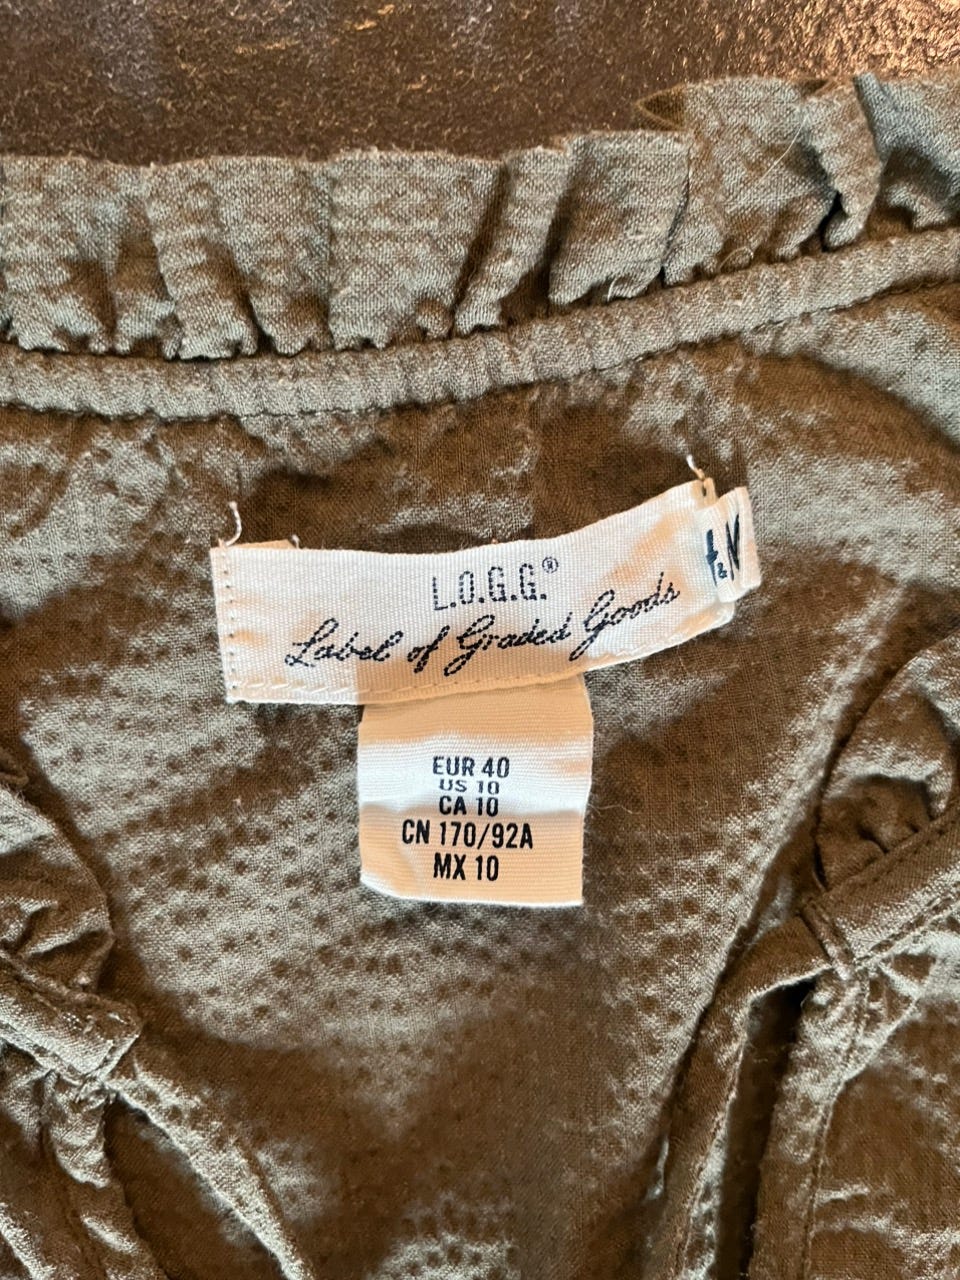 L.O.G.G.®
Label of Graded Goods
EUR 40
US 10
CA 10
CN 170/92A
MX 10